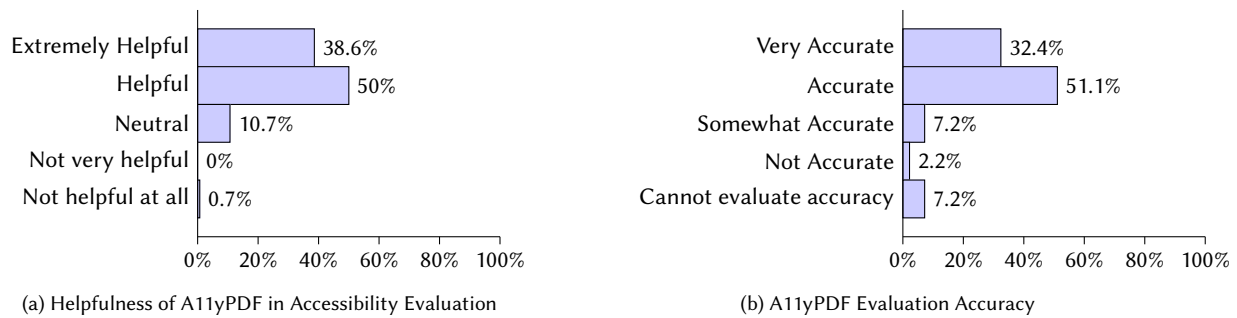 Extremely Helpful 38.6%
Helpful 50%
Neutral 10.7%
Not very helpful 0%
Not helpful at all 0.7%
0% 20% 40% 60% 80% 100%
(a) Helpfulness of A11yPDF in Accessibility Evaluation
Very Accurate 32.4%
Accurate 51.1%
Somewhat Accurate 7.2%
Not Accurate 2.2%
Cannot evaluate accuracy 7.2%
0% 20% 40% 60% 80% 100%
(b) A11yPDF Evaluation Accuracy